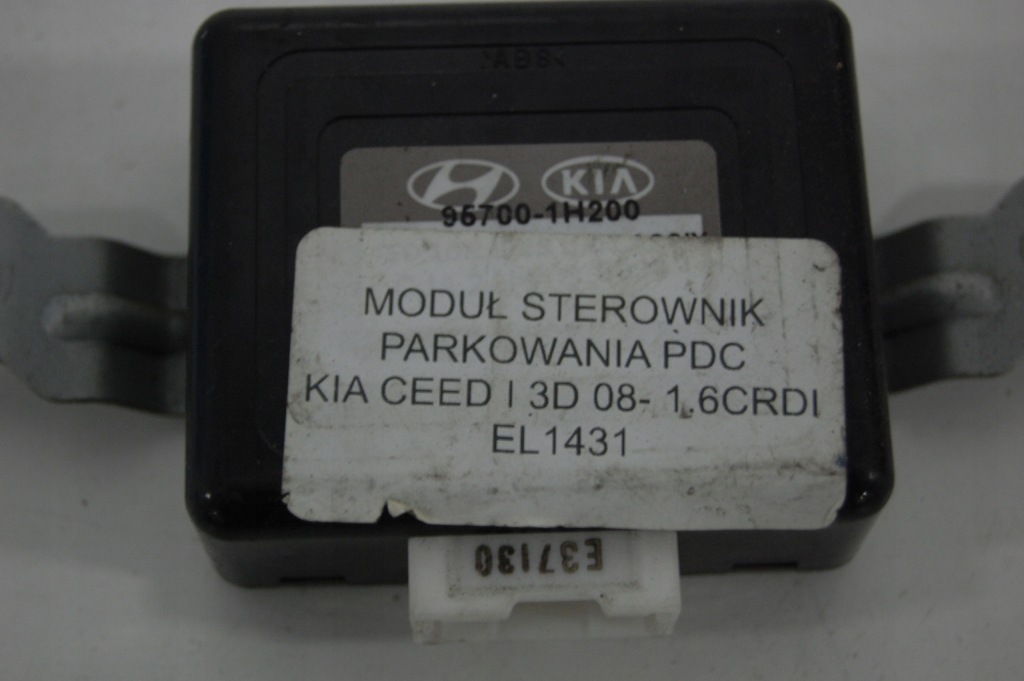 >ABS<
KIA
95700-1H200
MODUŁ STEROWNIK
PARKOWANIA PDC
KIA CEED I 3D 08- 1.6CRDI
EL1431
E37130